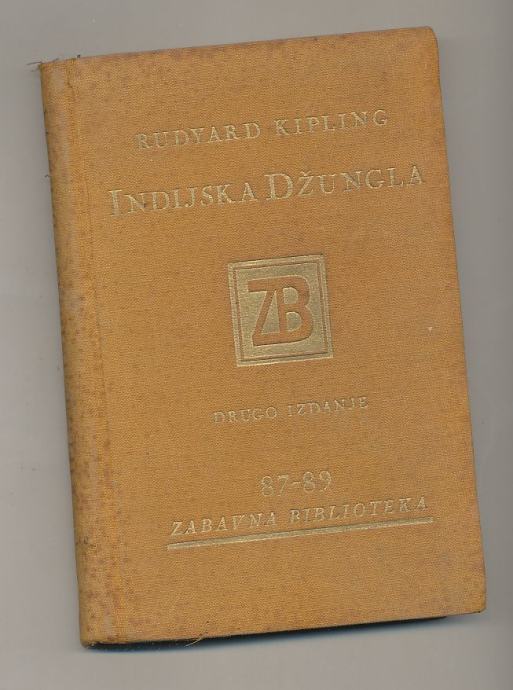 RUDYARD KIPLING
INDIJSKA DŽUNGLA
ZB
DRUGO IZDANJE
87-89
ZABAVNA BIBLIOTEKA